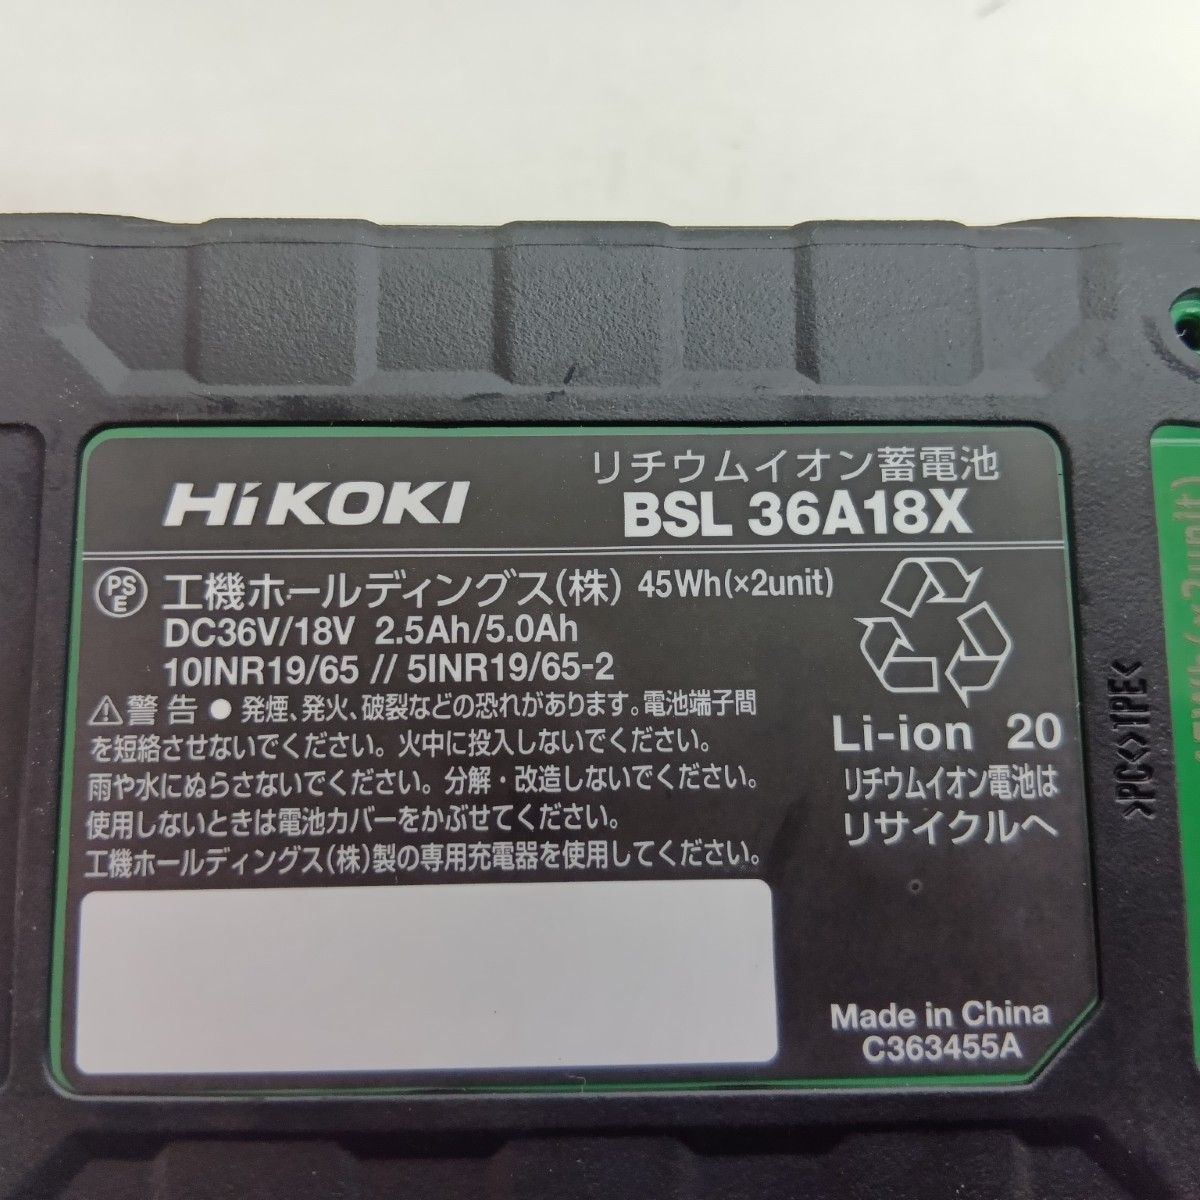 リチウムイオン蓄電池
HiKOKI BSL 36A18X
PSE 工機ホールディングス(株) 45Wh(×2unit)
DC36V/18V 2.5Ah/5.0Ah
10INR19/65 // 5INR19/65-2
⚠警告 ● 発煙、発火、破裂などの恐れがあります。電池端子間
を短絡させないでください。火中に投入しないでください。
雨や水にぬらさないでください。分解・改造しないでください。
使用しないときは電池カバーをかぶせてください。
工機ホールディングス(株)製の専用充電器を使用してください。
Li-ion 20
リチウムイオン電池は
リサイクルへ
Made in China
C363455A
>PC<>TPE<
(×2unit)